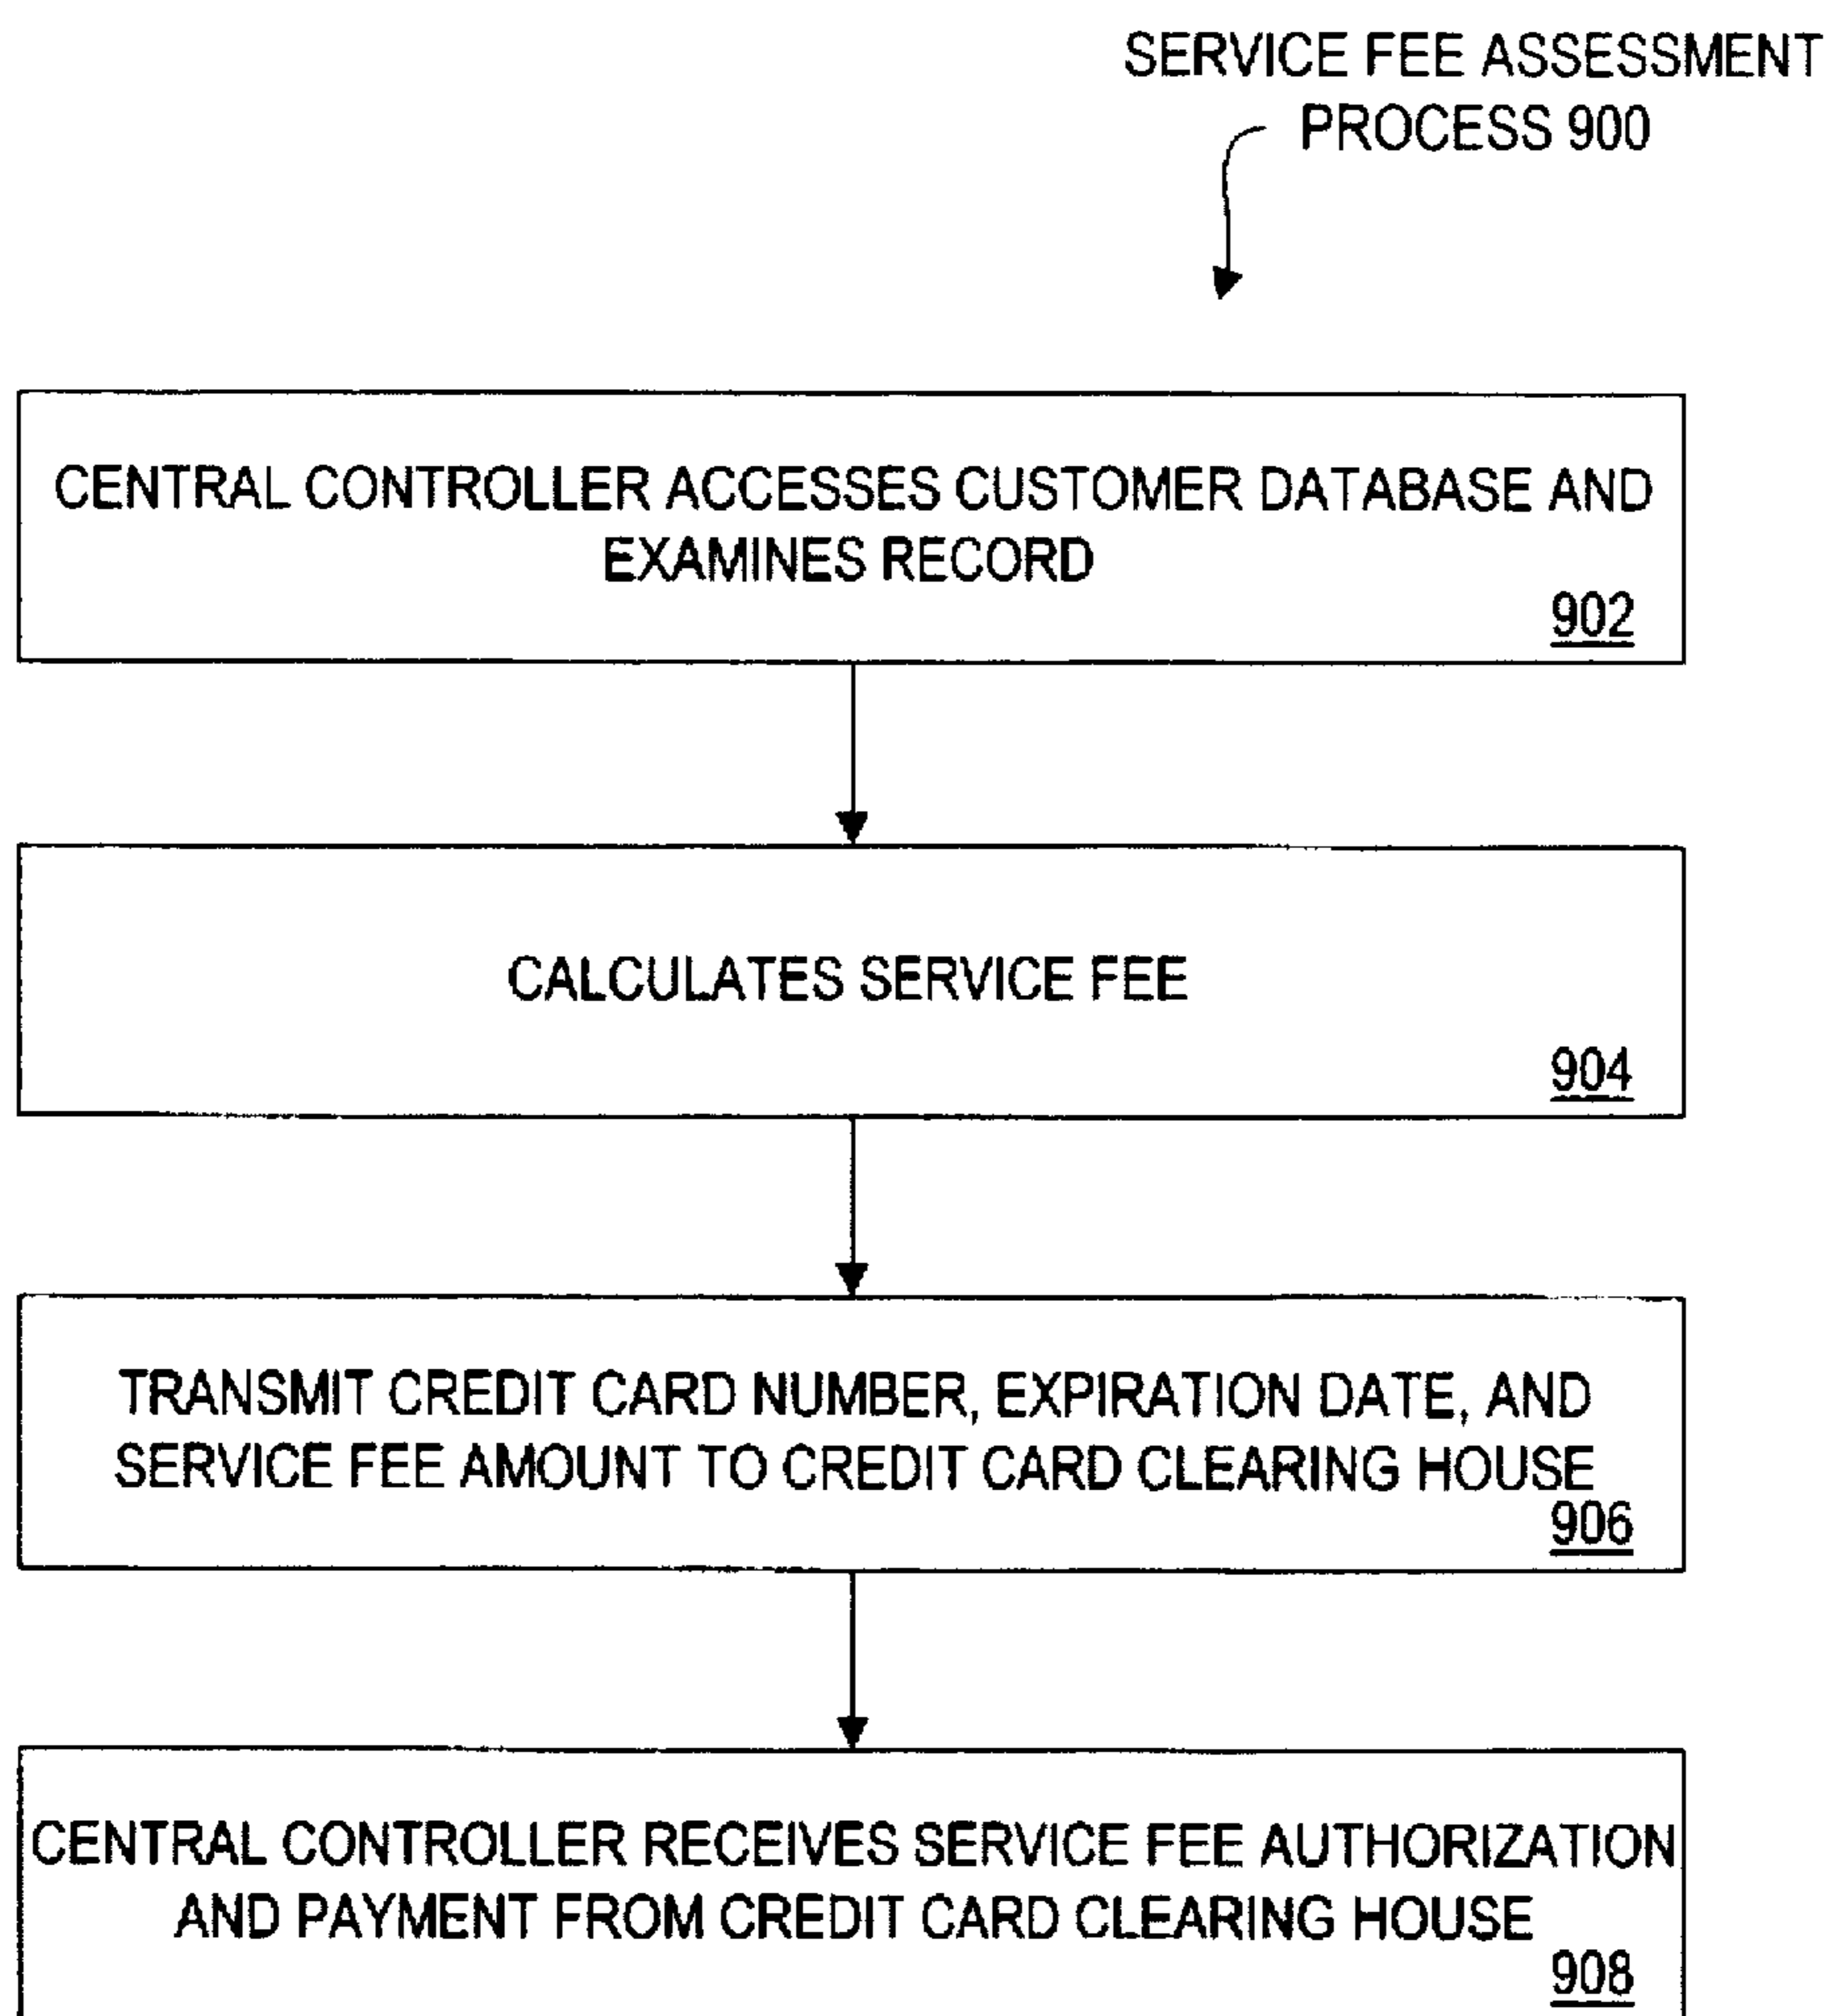 SERVICE FEE ASSESSMENT
PROCESS 900
CENTRAL CONTROLLER ACCESSES CUSTOMER DATABASE AND
EXAMINES RECORD
902
CALCULATES SERVICE FEE
904
TRANSMIT CREDIT CARD NUMBER, EXPIRATION DATE, AND
SERVICE FEE AMOUNT TO CREDIT CARD CLEARING HOUSE
906
CENTRAL CONTROLLER RECEIVES SERVICE FEE AUTHORIZATION
AND PAYMENT FROM CREDIT CARD CLEARING HOUSE
908